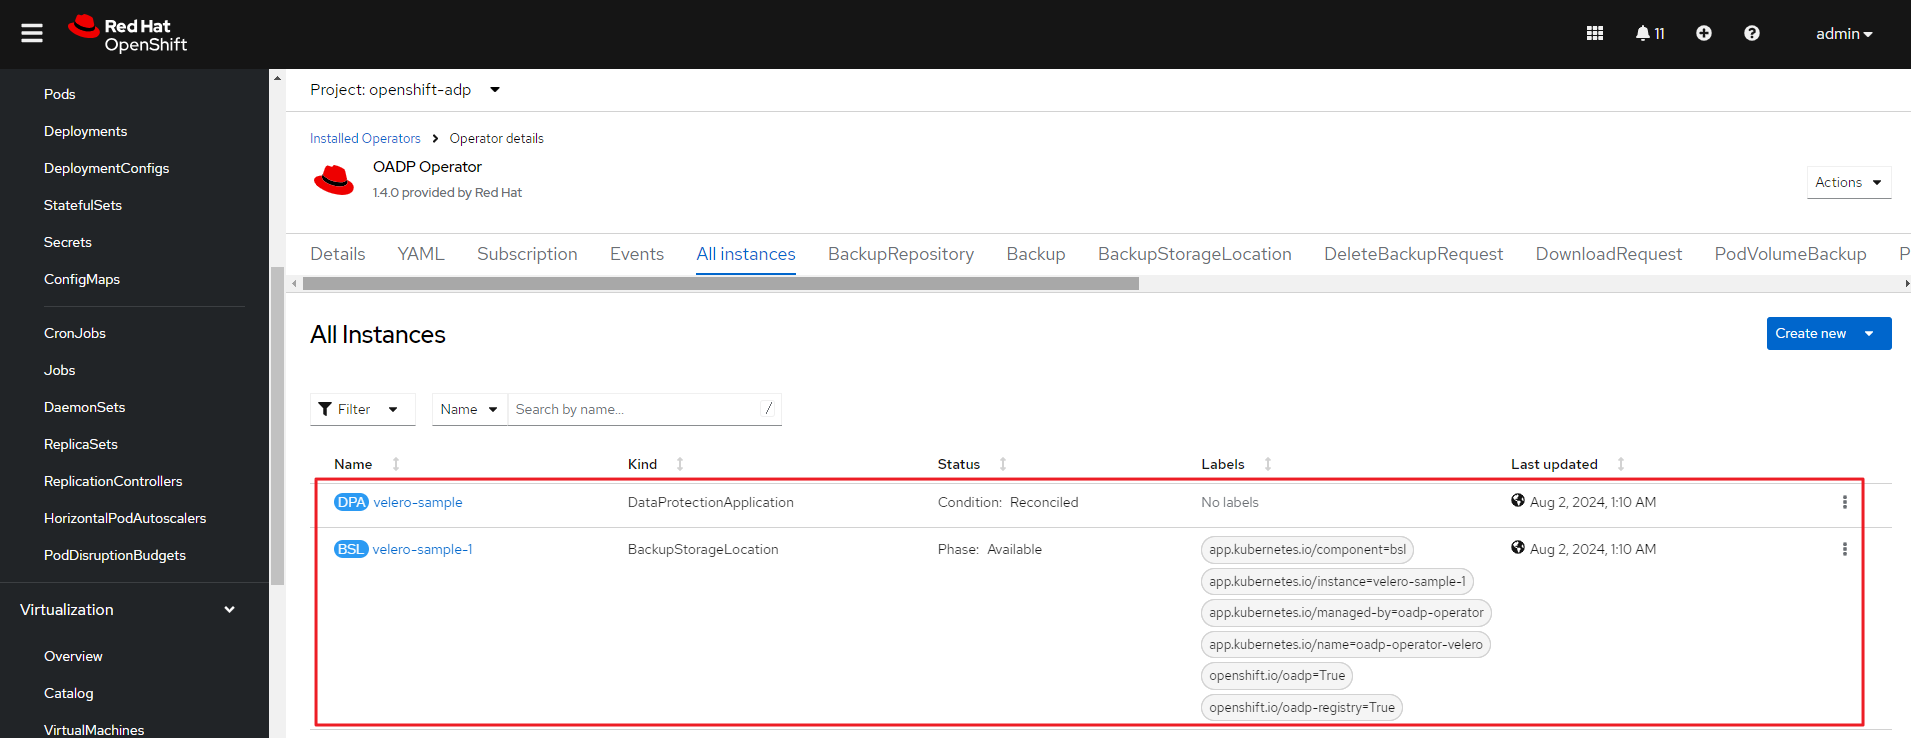 Red Hat
OpenShift
11
admin
Pods
Deployments
DeploymentConfigs
StatefulSets
Secrets
ConfigMaps
CronJobs
Jobs
DaemonSets
ReplicaSets
ReplicationControllers
HorizontalPodAutoscalers
PodDisruptionBudgets
Virtualization
Overview
Catalog
VirtualMachines
Project: openshift-adp
Installed Operators > Operator details
OADP Operator
1.4.0 provided by Red Hat
Actions
Details YAML Subscription Events All instances BackupRepository Backup BackupStorageLocation DeleteBackupRequest DownloadRequest PodVolumeBackup P
All Instances
Create new
Filter Name Search by name... /
Name Kind Status Labels Last updated
DPA velero-sample DataProtectionApplication Condition: Reconciled No labels Aug 2, 2024, 1:10 AM
BSL velero-sample-1 BackupStorageLocation Phase: Available app.kubernetes.io/component=bsl Aug 2, 2024, 1:10 AM
app.kubernetes.io/instance=velero-sample-1
app.kubernetes.io/managed-by=oadp-operator
app.kubernetes.io/name=oadp-operator-velero
openshift.io/oadp=True
openshift.io/oadp-registry=True